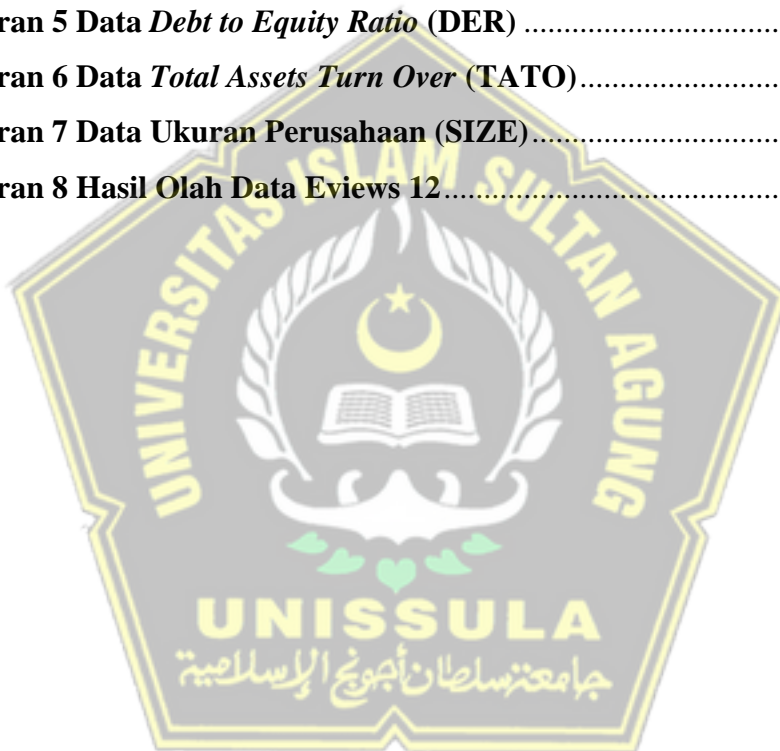 ran 5 Data Debt to Equity Ratio (DER) ................................
ran 6 Data Total Assets Turn Over (TATO) ................................
ran 7 Data Ukuran Perusahaan (SIZE) ................................
ran 8 Hasil Olah Data Eviews 12 ................................
UNIVERSITAS ISLAM SULTAN AGUNG
UNISSULA
جامعة سلطان أجونج الإسلامية